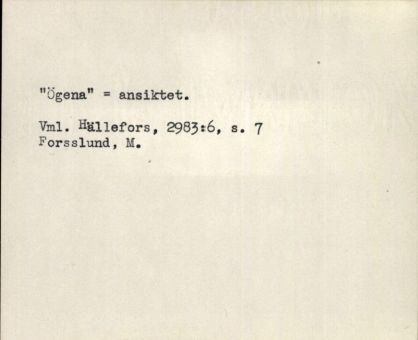 "Ögena" = ansiktet.
Vml. Hällefors, 2983:6, s. 7
Forsslund, M.